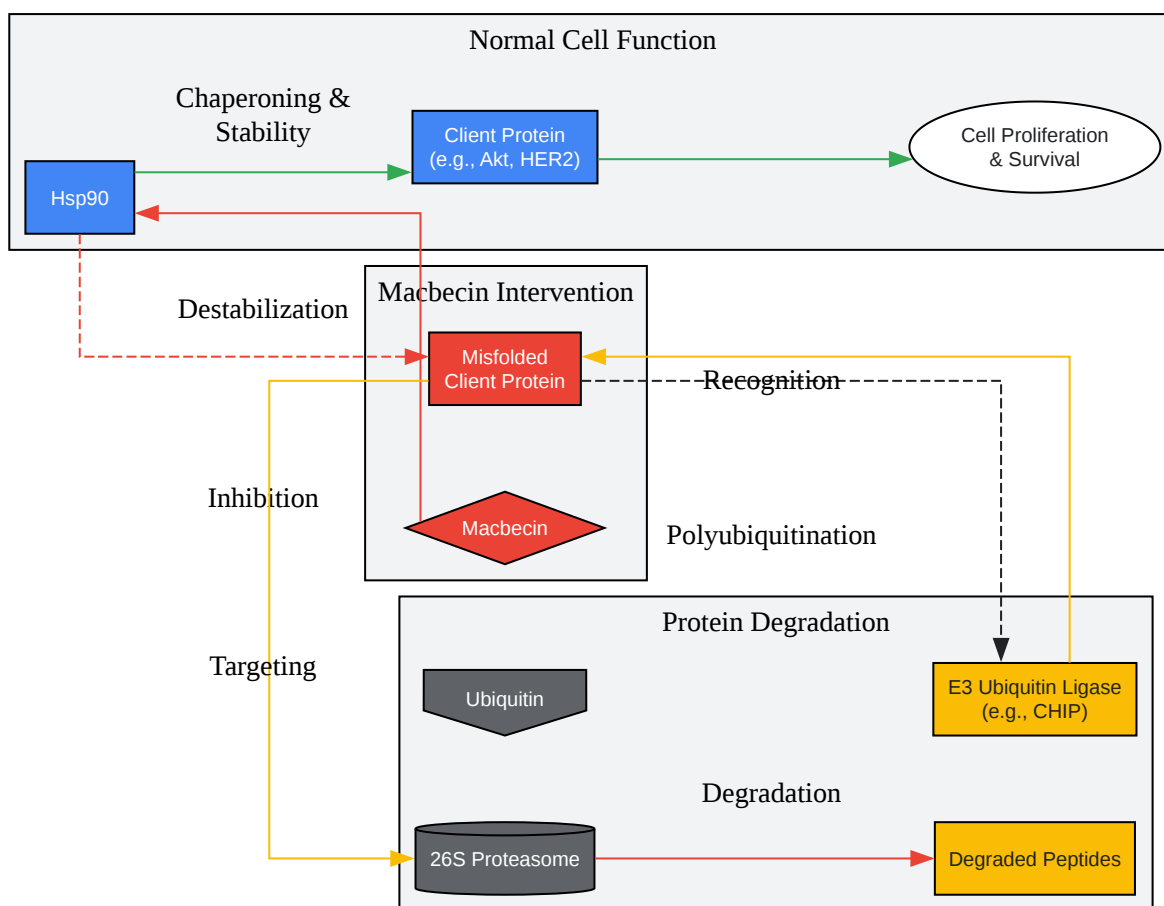 Normal Cell Function
Chaperoning &
Stability
Client Protein
(e.g., Akt, HER2)
Cell Proliferation
& Survival
Hsp90
Macbecin Intervention
Destabilization
Misfolded
Client Protein
Recognition
Inhibition
Macbecin
Polyubiquitination
Protein Degradation
Targeting
Ubiquitin
E3 Ubiquitin Ligase
(e.g., CHIP)
Degradation
26S Proteasome
Degraded Peptides